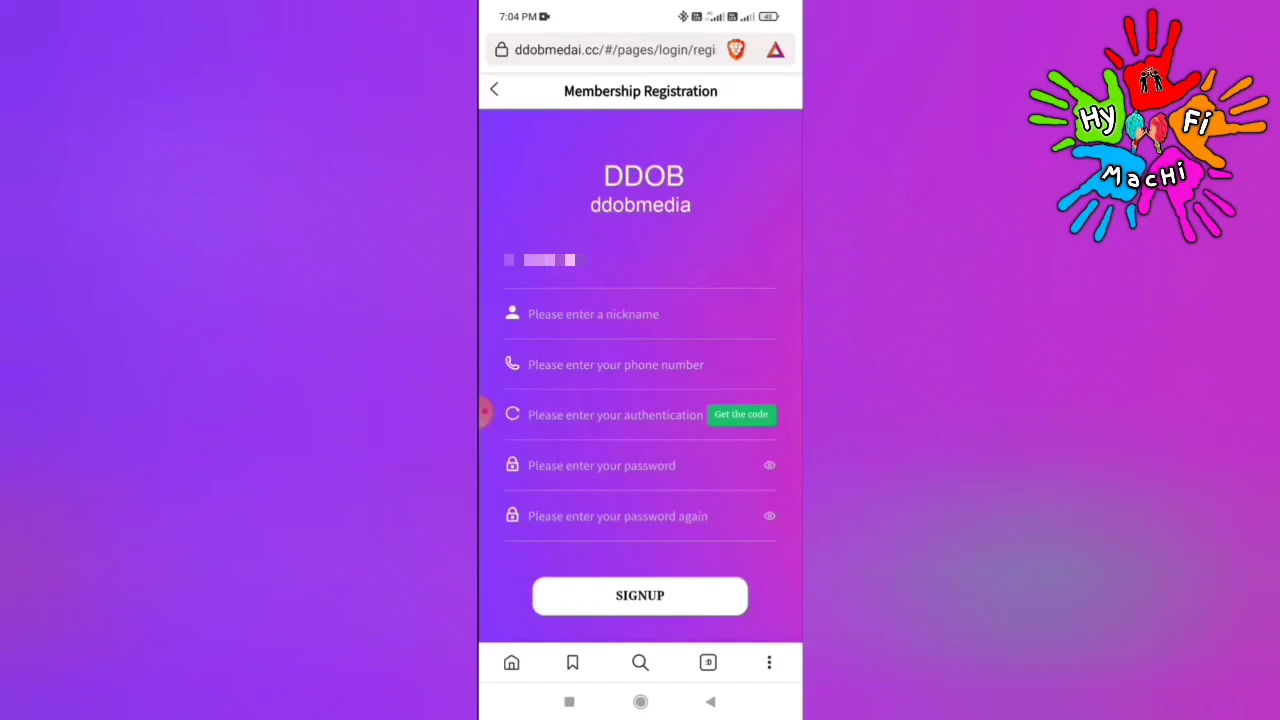 7:04 PM
48
ddobmedai.cc/#/pages/login/regi
Membership Registration
DDOB
ddobmedia
Please enter a nickname
Please enter your phone number
Please enter your authentication
Get the code
Please enter your password
Please enter your password again
SIGNUP
:D
Hy Fi
MacHi